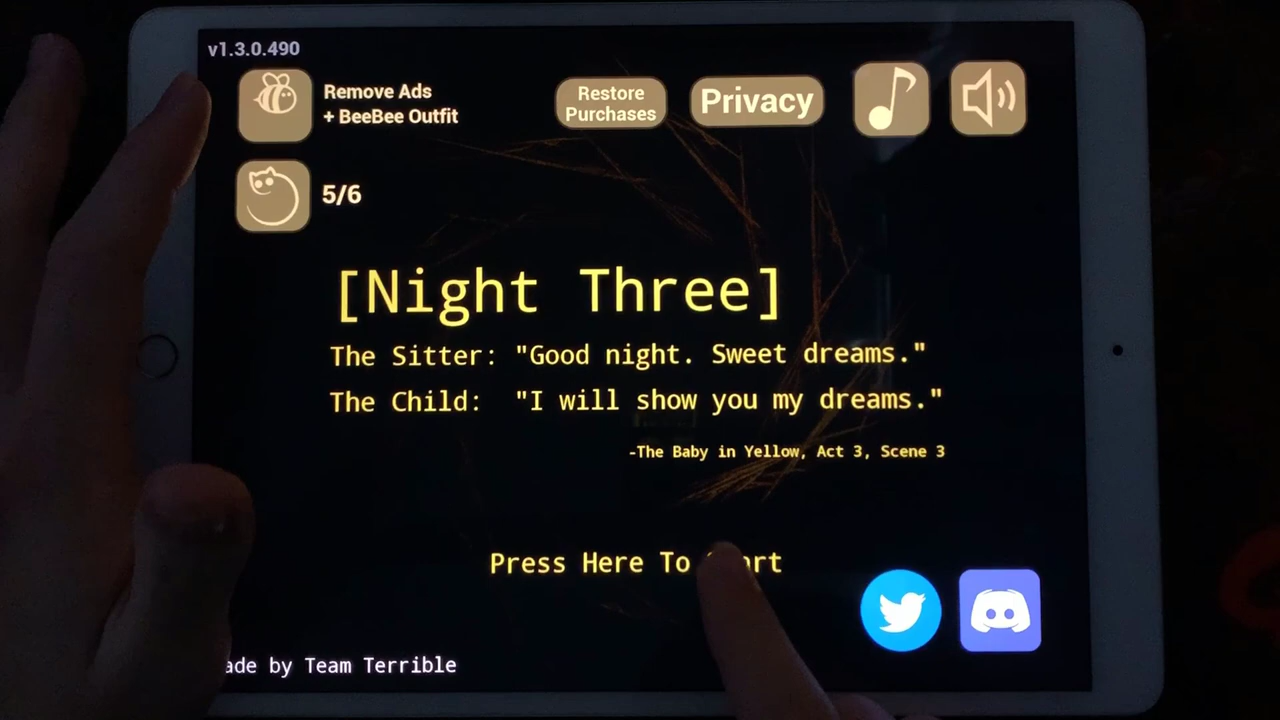 v1.3.0.490
Remove Ads
+ BeeBee Outfit
Restore
Purchases
Privacy
5/6
[Night Three]
The Sitter: "Good night. Sweet dreams."
The Child: "I will show you my dreams."
-The Baby in Yellow, Act 3, Scene 3
Press Here To
ade by Team Terrible